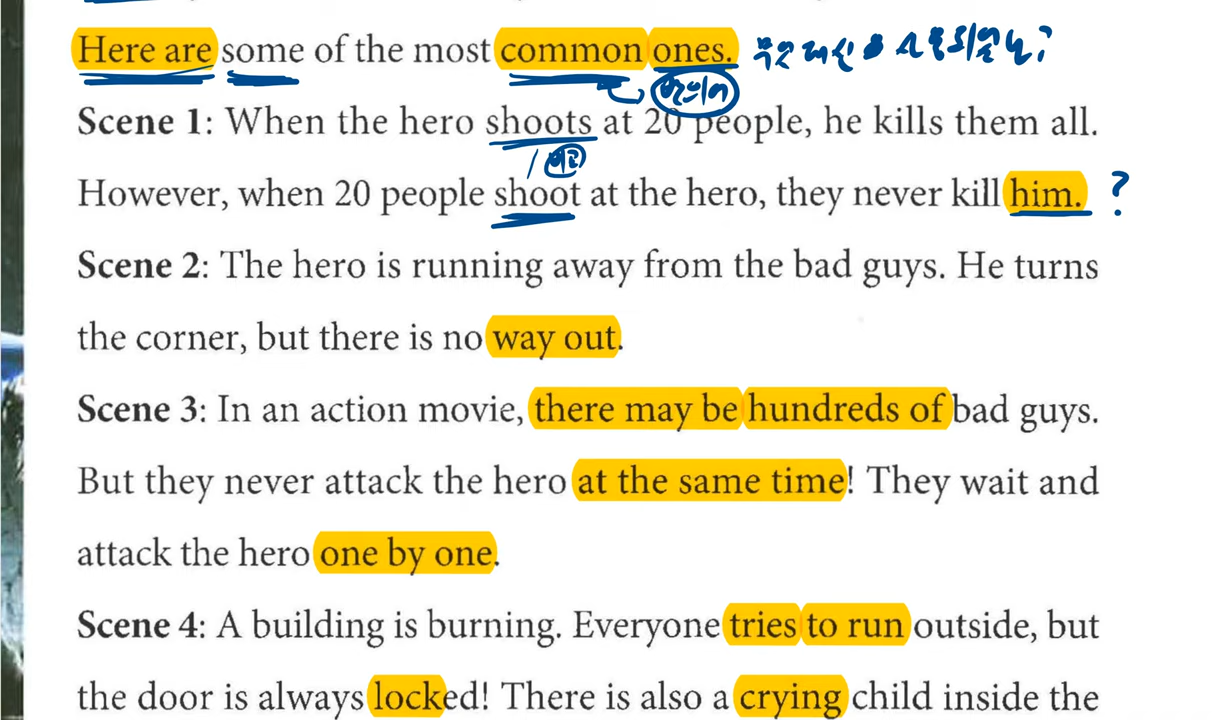 Here are some of the most common ones.
Scene 1: When the hero shoots at 20 people, he kills them all.
However, when 20 people shoot at the hero, they never kill him. ?
Scene 2: The hero is running away from the bad guys. He turns
the corner, but there is no way out.
Scene 3: In an action movie, there may be hundreds of bad guys.
But they never attack the hero at the same time! They wait and
attack the hero one by one.
Scene 4: A building is burning. Everyone tries to run outside, but
the door is always locked! There is also a crying child inside the